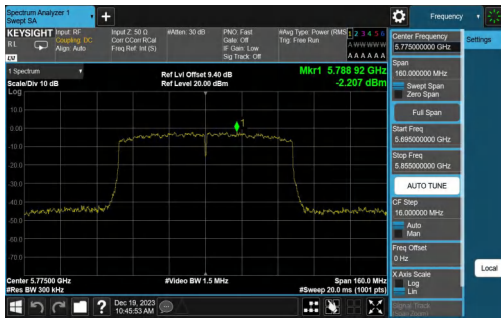 Spectrum Analyzer 1
Swept SA
Frequency
Settings
KEYSIGHT
RL
Input: RF
Coupling: DC
Align: Auto
Input Z: 50 Ω
Corr CCorr RCal
Freq Ref: Int (S)
#Atten: 30 dB
PNO: Fast
Gate: Off
IF Gain: Low
Sig Track: Off
#Avg Type: Power (RMS
Trig: Free Run
1 2 3 4 5 6
A W W W W W
A A A A A A
1 Spectrum
Scale/Div 10 dB
Log
Ref Lvl Offset 9.40 dB
Ref Level 20.00 dBm
Mkr1 5.788 92 GHz
-2.207 dBm
1
10.0
0.00
-10.0
-20.0
-30.0
-40.0
-50.0
-60.0
-70.0
Center 5.77500 GHz
#Res BW 300 kHz
#Video BW 1.5 MHz
Span 160.0 MHz
#Sweep 20.0 ms (1001 pts)
Center Frequency
5.775000000 GHz
Span
160.000000 MHz
Swept Span
Zero Span
Full Span
Start Freq
5.695000000 GHz
Stop Freq
5.855000000 GHz
AUTO TUNE
CF Step
16.000000 MHz
Auto
Man
Freq Offset
0 Hz
X Axis Scale
Log
Lin
Signal Track
Local
Dec 19, 2023
10:45:53 AM